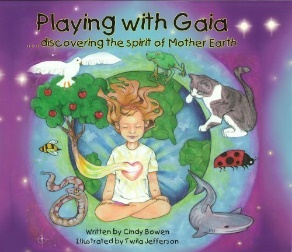 Playing with Gaia
.....discovering the spirit of Mother Earth
Written by Cindy Bowen
Illustrated by Twila Jefferson